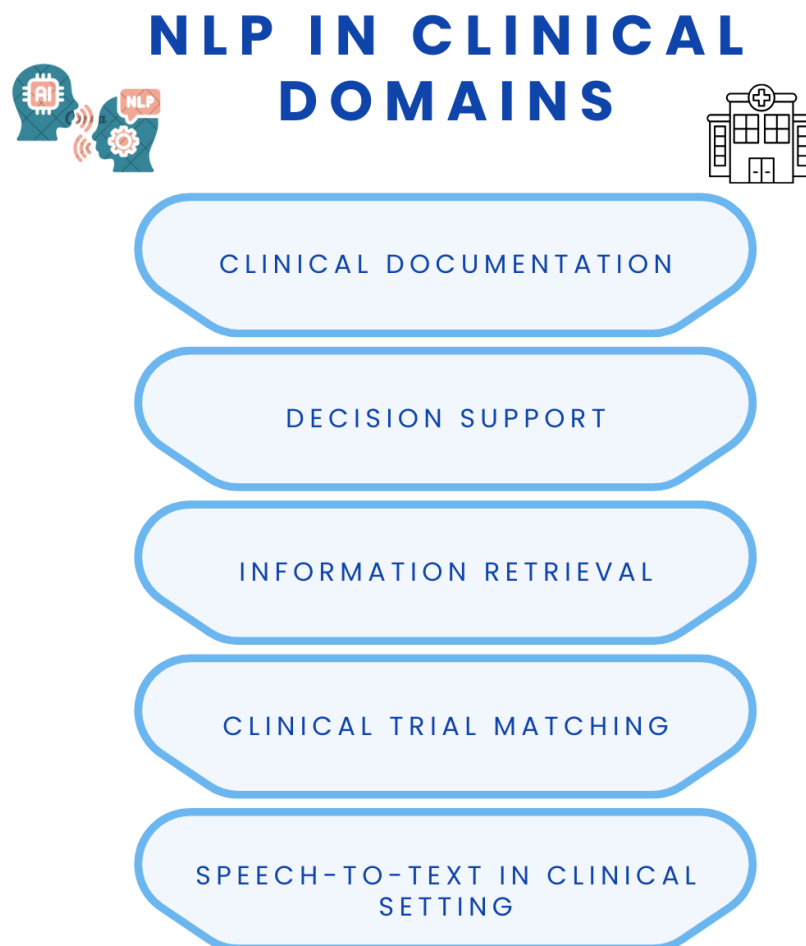 NLP IN CLINICAL
DOMAINS
AI
NLP
CLINICAL DOCUMENTATION
DECISION SUPPORT
INFORMATION RETRIEVAL
CLINICAL TRIAL MATCHING
SPEECH-TO-TEXT IN CLINICAL
SETTING